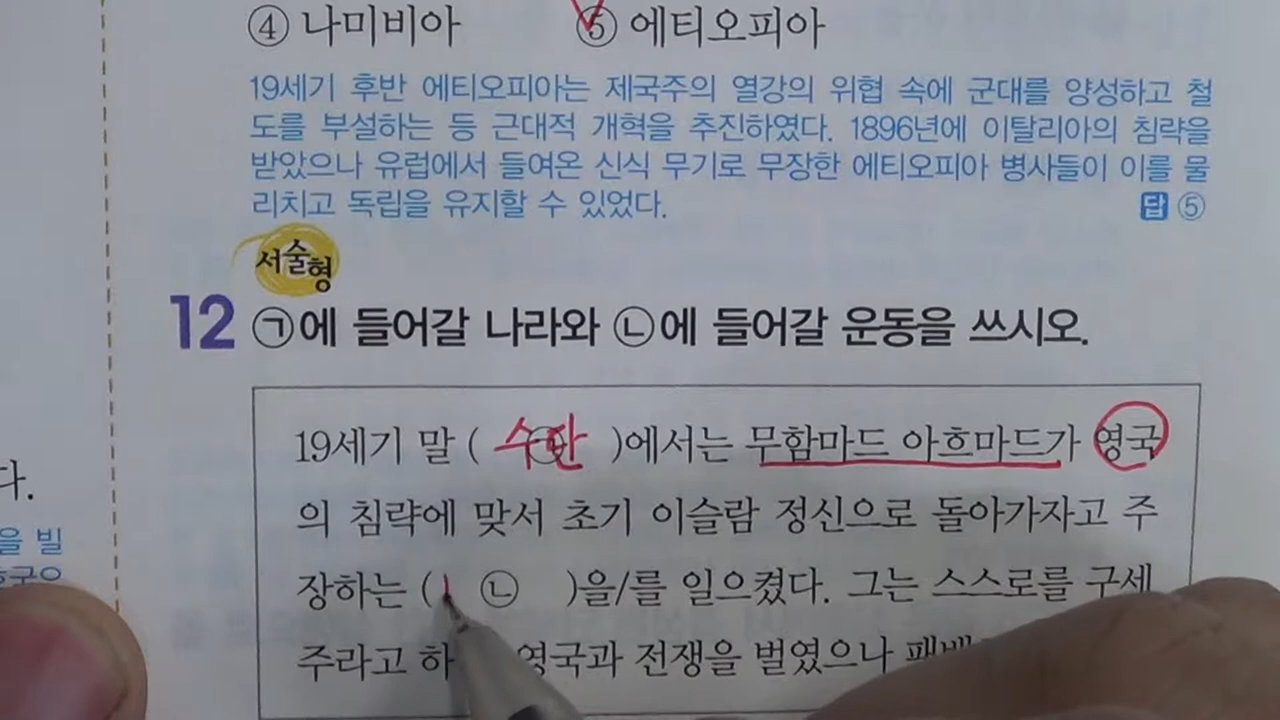 ④ 나미비아 ⑤ 에티오피아
19세기 후반 에티오피아는 제국주의 열강의 위협 속에 군대를 양성하고 철
도를 부설하는 등 근대적 개혁을 추진하였다. 1896년에 이탈리아의 침략을
받았으나 유럽에서 들여온 신식 무기로 무장한 에티오피아 병사들이 이를 물
리치고 독립을 유지할 수 있었다. 답 ⑤
서술형
12 ㉠에 들어갈 나라와 ㉡에 들어갈 운동을 쓰시오.
19세기 말 ( 수단 )에서는 무함마드 아흐마드가 영국
의 침략에 맞서 초기 이슬람 정신으로 돌아가자고 주
장하는 ( ㉡ )을/를 일으켰다. 그는 스스로를 구세
주라고 하 영국과 전쟁을 벌였으나
다.
을 빌